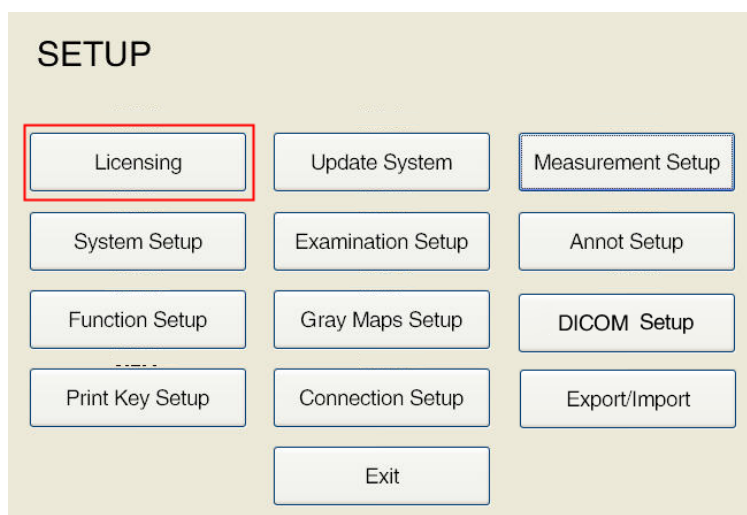 SETUP
Licensing
Update System
Measurement Setup
System Setup
Examination Setup
Annot Setup
Function Setup
Gray Maps Setup
DICOM Setup
Print Key Setup
Connection Setup
Export/Import
Exit